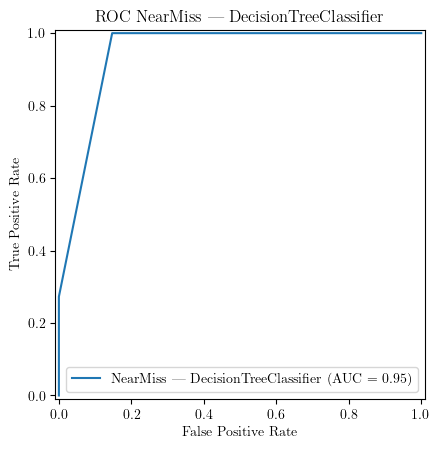 ROC NearMiss — DecisionTreeClassifier
1.0
0.8
0.6
0.4
0.2
0.0
True Positive Rate
NearMiss — DecisionTreeClassifier (AUC = 0.95)
0.0 0.2 0.4 0.6 0.8 1.0
False Positive Rate